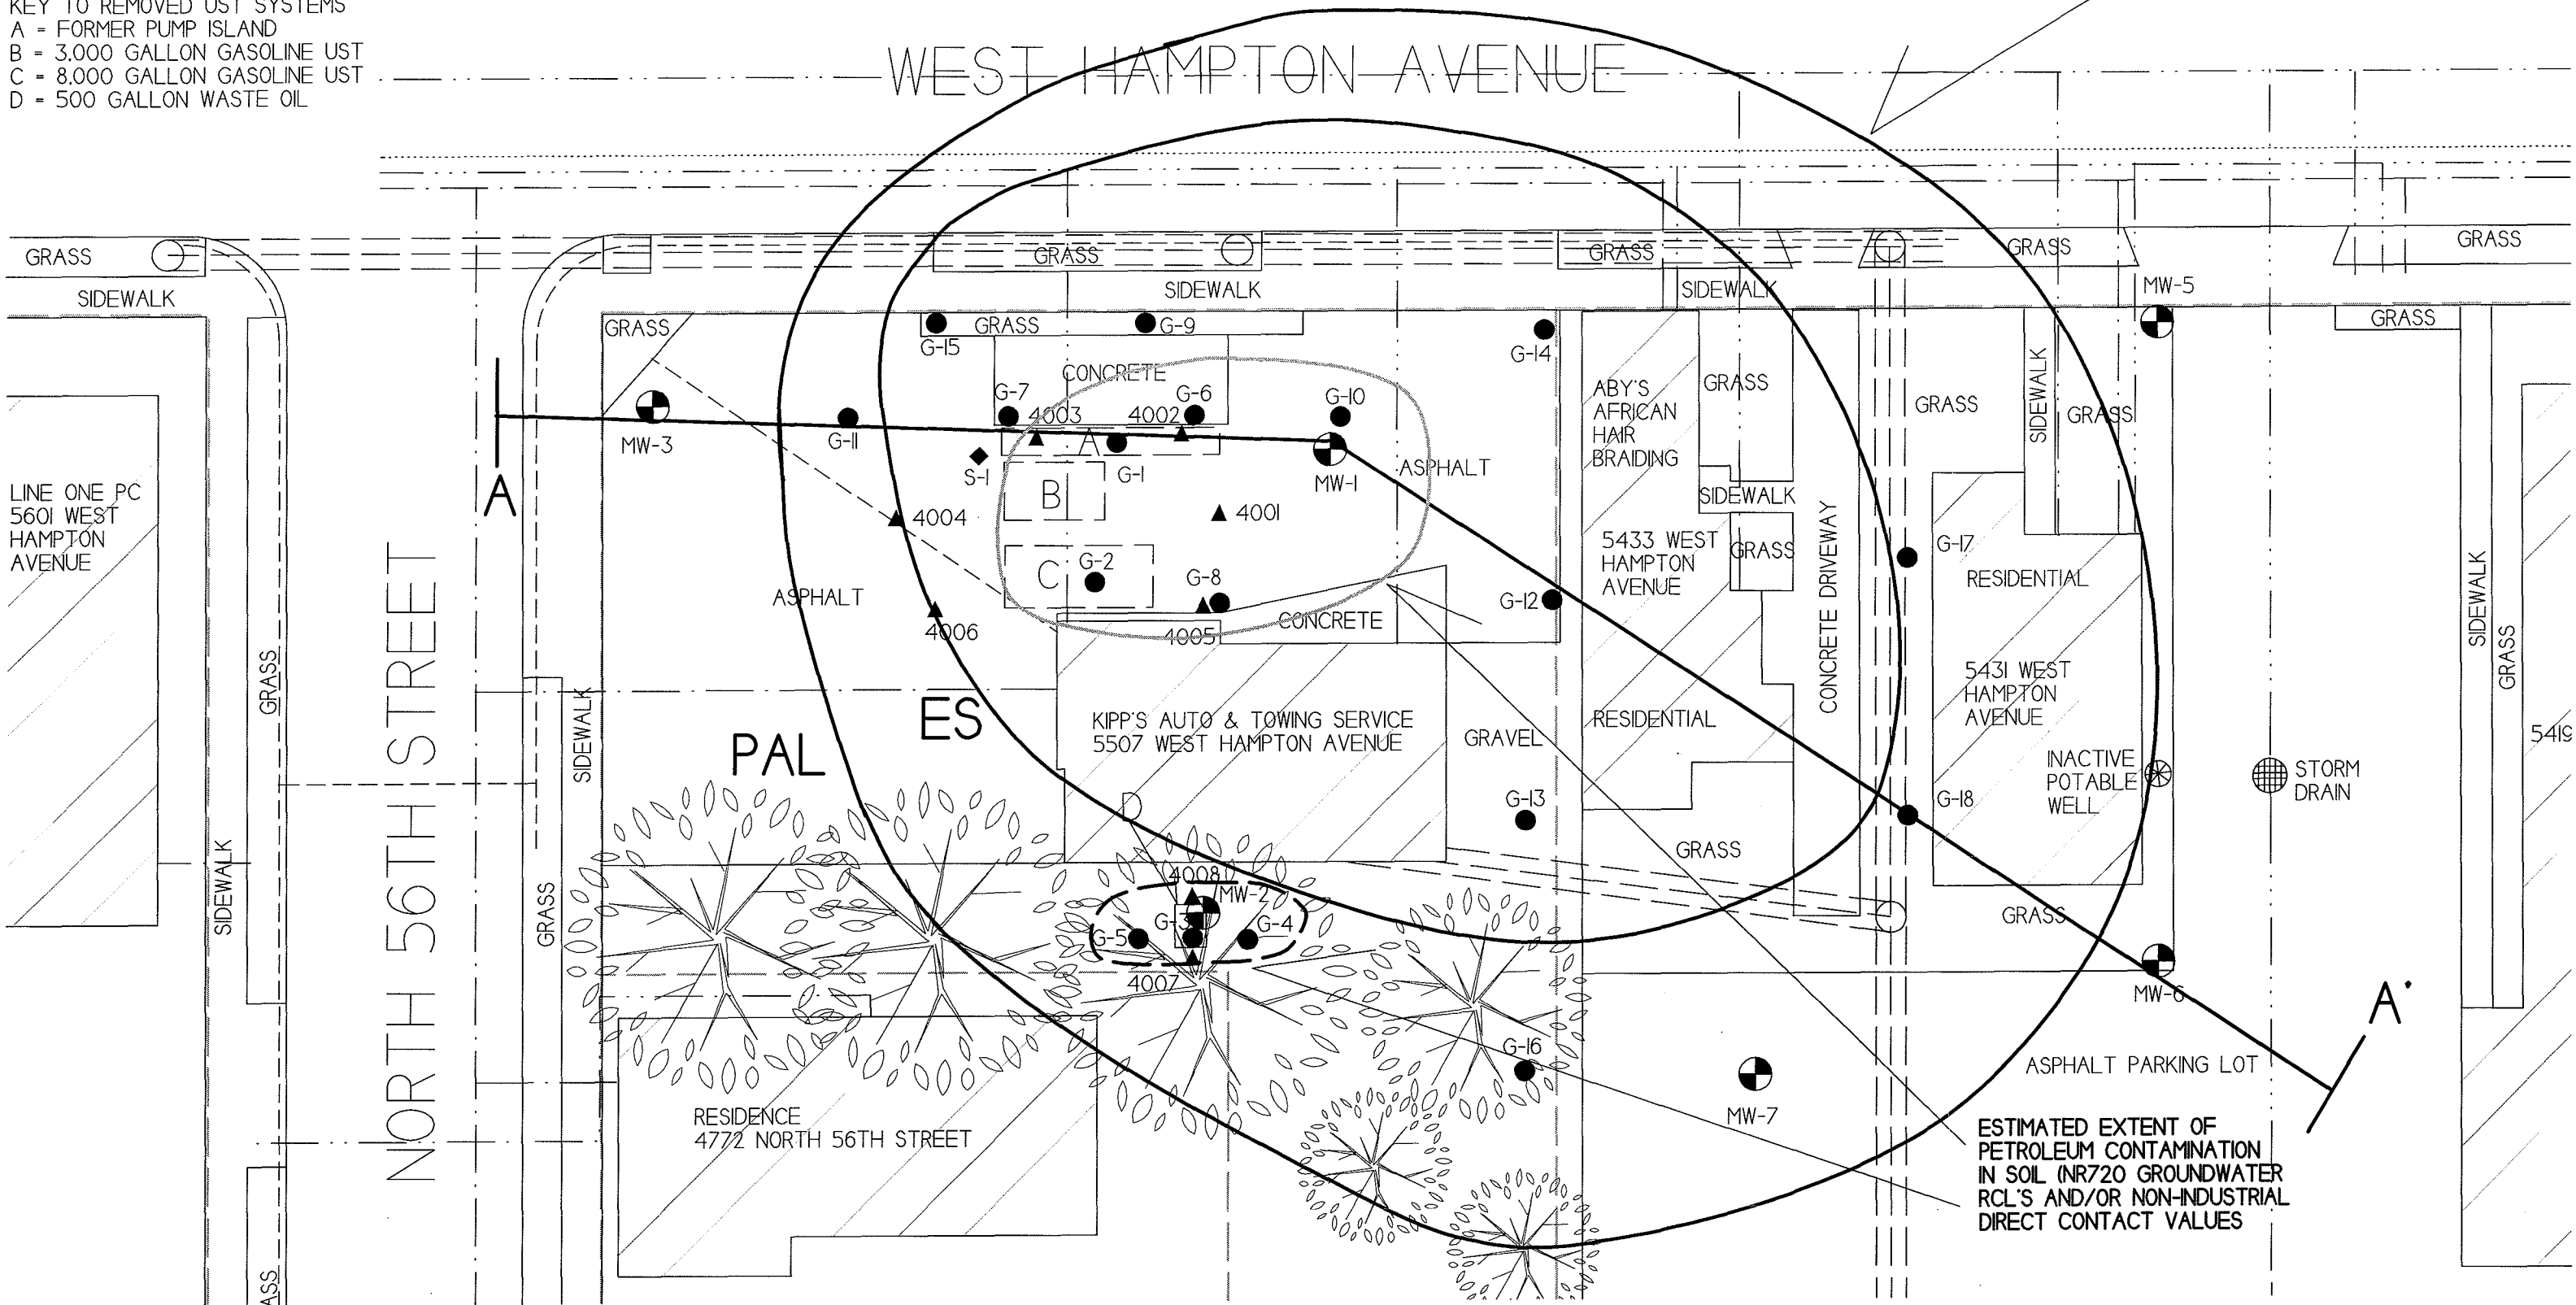 KEY TO REMOVED UST SYSTEMS
A = FORMER PUMP ISLAND
B = 3,000 GALLON GASOLINE UST
C = 8,000 GALLON GASOLINE UST
D = 500 GALLON WASTE OIL
WEST HAMPTON AVENUE
GRASS
GRASS
GRASS
GRASS
GRASS
SIDEWALK
SIDEWALK
SIDEWALK
MW-5
GRASS
GRASS
G-15
G-9
G-14
GRASS
CONCRETE
G-7
4003
4002
G-6
G-10
ABY'S
AFRICAN
HAIR
BRAIDING
GRASS
GRASS
SIDEWALK
GRASS
MW-3
G-11
A
G-1
S-1
MW-1
ASPHALT
A
LINE ONE PC
5601 WEST
HAMPTON
AVENUE
B
4004
4001
SIDEWALK
5433 WEST
HAMPTON
AVENUE
GRASS
G-17
RESIDENTIAL
C
G-2
G-8
G-12
CONCRETE DRIVEWAY
ASPHALT
4006
4005
CONCRETE
SIDEWALK
GRASS
NORTH 56TH STREET
GRASS
SIDEWALK
5431 WEST
HAMPTON
AVENUE
ES
PAL
KIPP'S AUTO & TOWING SERVICE
5507 WEST HAMPTON AVENUE
GRAVEL
RESIDENTIAL
5419
INACTIVE
POTABLE
WELL
STORM
DRAIN
D
G-13
G-18
GRASS
SIDEWALK
GRASS
4008
MW-2
G-5
G-3
G-4
GRASS
4007
MW-6
A'
G-16
MW-7
ASPHALT PARKING LOT
RESIDENCE
4772 NORTH 56TH STREET
ESTIMATED EXTENT OF
PETROLEUM CONTAMINATION
IN SOIL (NR720 GROUNDWATER
RCL'S AND/OR NON-INDUSTRIAL
DIRECT CONTACT VALUES
ASS